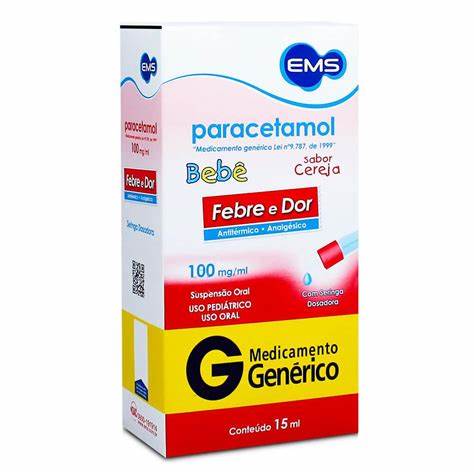 EMS
paracetamol
"Medicamento genérico Lei nº9.787, de 1999"
Bebê
sabor
Cereja
Febre e Dor
Antitérmico • Analgésico
100 mg/ml
Suspensão Oral
USO PEDIÁTRICO
USO ORAL
Com Seringa
Dosadora
G Medicamento
Genérico
Conteúdo 15 ml
EMS
paracetamol
100 mg/ml
Febre e Dor
Seringa Dosadora